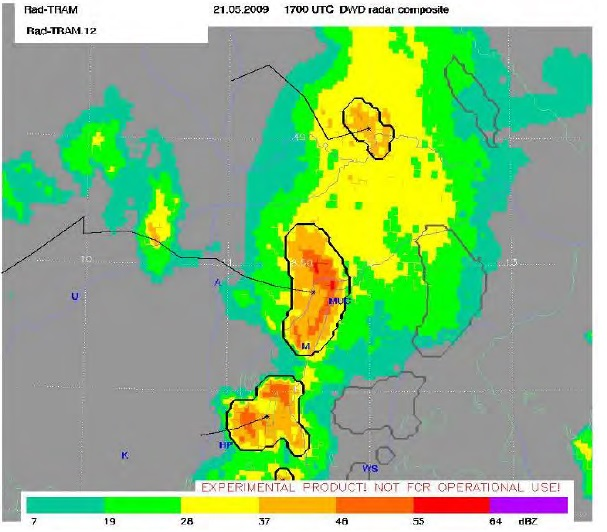 Rad-TRAM 21.05.2009 1700 UTC DWD radar composite
Rad-TRAM.12
10 11 13
A
U
MUC
M
HP
K WS
EXPERIMENTAL PRODUCT! NOT FOR OPERATIONAL USE!
7 19 28 37 46 55 64 dBZ